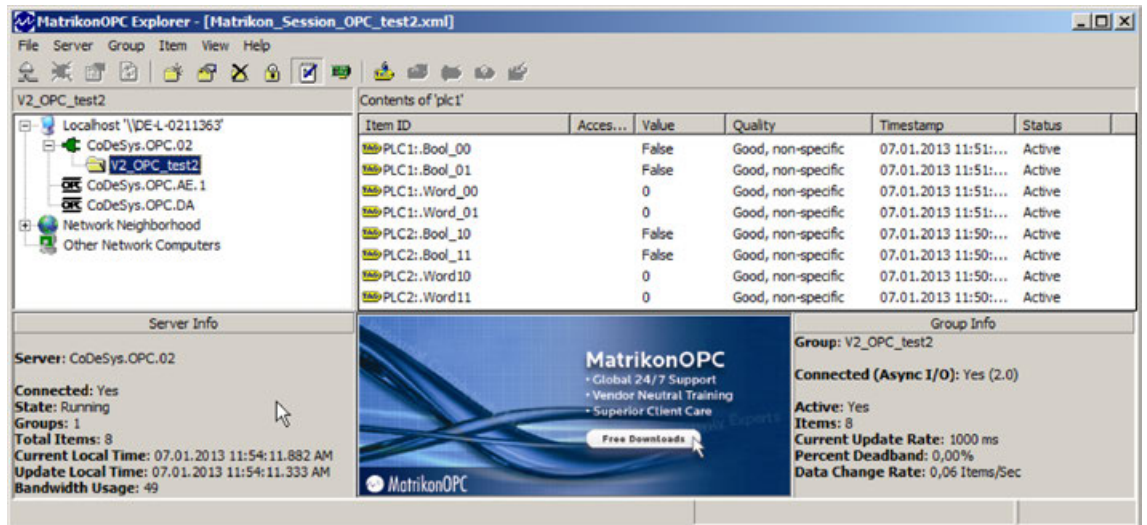 MatrikonOPC Explorer - [Matrikon_Session_OPC_test2.xml]
File Server Group Item View Help
V2_OPC_test2
Contents of 'plc1'
Localhost '\\DE-L-0211363'
CoDeSys.OPC.02
V2_OPC_test2
OPC CoDeSys.OPC.AE.1
OPC CoDeSys.OPC.DA
Network Neighborhood
Other Network Computers
Item ID Acces... Value Quality Timestamp Status
TAG PLC1:.Bool_00 False Good, non-specific 07.01.2013 11:51:... Active
TAG PLC1:.Bool_01 False Good, non-specific 07.01.2013 11:51:... Active
TAG PLC1:.Word_00 0 Good, non-specific 07.01.2013 11:51:... Active
TAG PLC1:.Word_01 0 Good, non-specific 07.01.2013 11:51:... Active
TAG PLC2:.Bool_10 False Good, non-specific 07.01.2013 11:50:... Active
TAG PLC2:.Bool_11 False Good, non-specific 07.01.2013 11:50:... Active
TAG PLC2:.Word10 0 Good, non-specific 07.01.2013 11:50:... Active
TAG PLC2:.Word11 0 Good, non-specific 07.01.2013 11:50:... Active
Server Info
Server: CoDeSys.OPC.02
Connected: Yes
State: Running
Groups: 1
Total Items: 8
Current Local Time: 07.01.2013 11:54:11.882 AM
Update Local Time: 07.01.2013 11:54:11.333 AM
Bandwidth Usage: 49
MatrikonOPC
• Global 24/7 Support
• Vendor Neutral Training
• Superior Client Care
Experts
Free Downloads
MatrikonOPC
Group Info
Group: V2_OPC_test2
Connected (Async I/O): Yes (2.0)
Active: Yes
Items: 8
Current Update Rate: 1000 ms
Percent Deadband: 0,00%
Data Change Rate: 0,06 Items/Sec